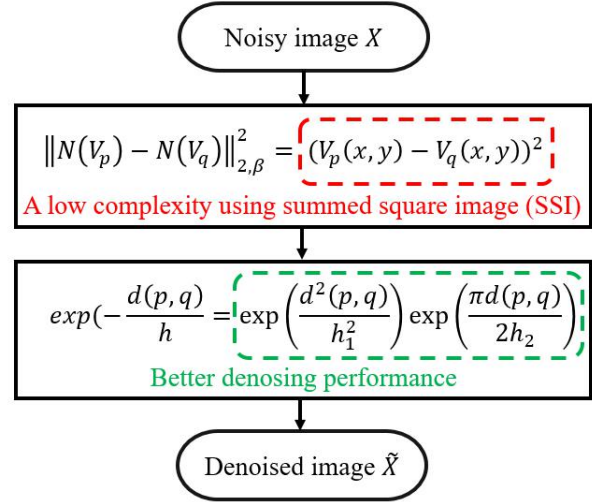 Noisy image X
‖N(V_p) − N(V_q)‖²_{2,β} = (V_p(x, y) − V_q(x, y))²
A low complexity using summed square image (SSI)
exp(− d(p, q)/h = exp(d²(p, q)/h₁²) exp(πd(p, q)/2h₂)
Better denosing performance
Denoised image X̃